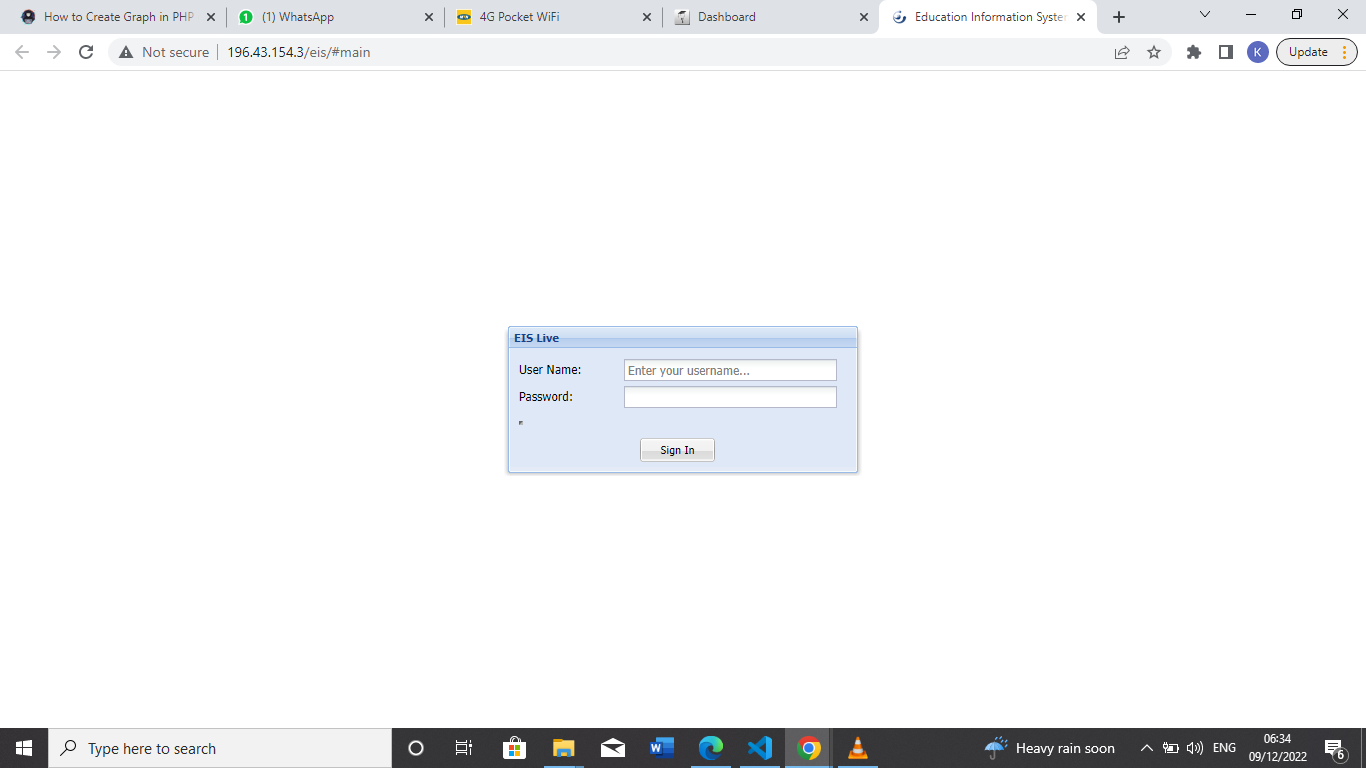 How to Create Graph in PHP
(1) WhatsApp
4G Pocket WiFi
Dashboard
Education Information System
Not secure
196.43.154.3/eis/#main
K
Update
EIS Live
User Name:
Enter your username...
Password:
Sign In
Type here to search
Heavy rain soon
ENG
06:34
09/12/2022
6